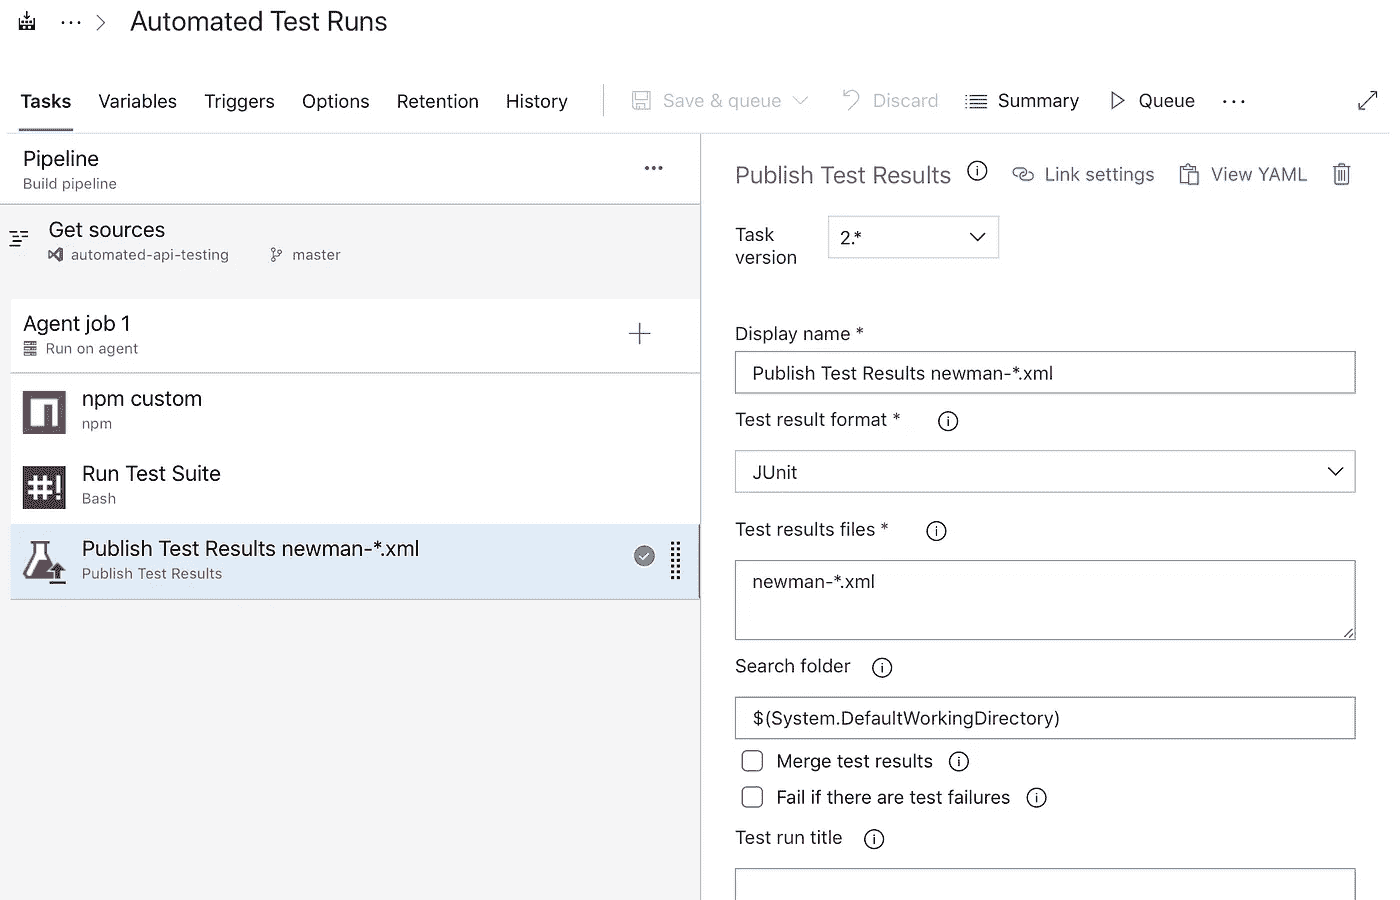 ··· > Automated Test Runs
Tasks Variables Triggers Options Retention History Save & queue Discard Summary Queue ···
Pipeline
Build pipeline
Get sources
automated-api-testing master
Agent job 1
Run on agent
npm custom
npm
Run Test Suite
Bash
Publish Test Results newman-*.xml
Publish Test Results
Publish Test Results Link settings View YAML
Task version
2.*
Display name *
Publish Test Results newman-*.xml
Test result format *
JUnit
Test results files *
newman-*.xml
Search folder
$(System.DefaultWorkingDirectory)
Merge test results
Fail if there are test failures
Test run title